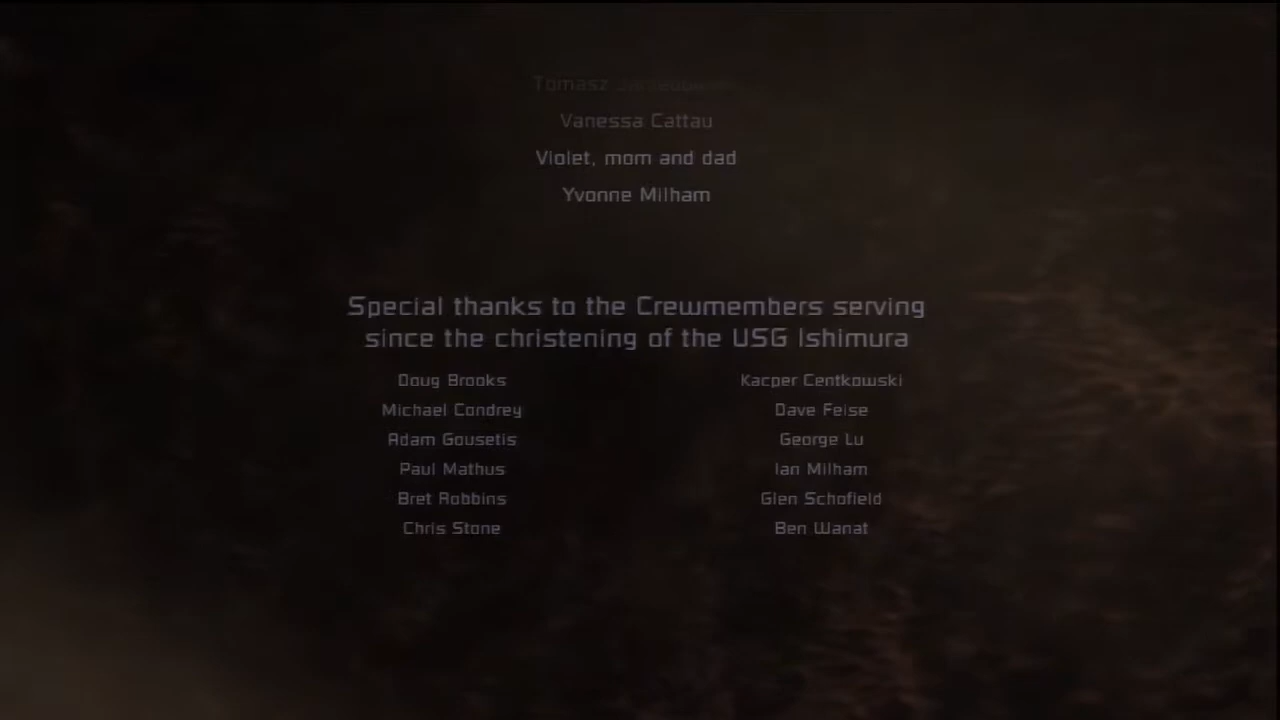 Tomasz
Vanessa Cattau
Violet, mom and dad
Yvonne Milham
Special thanks to the Crewmembers serving
since the christening of the USG Ishimura
Doug Brooks Kacper Centkowski
Michael Condrey Dave Feise
Adam Gousetis George Lu
Paul Mathus Ian Milham
Bret Robbins Glen Schofield
Chris Stone Ben Wanat